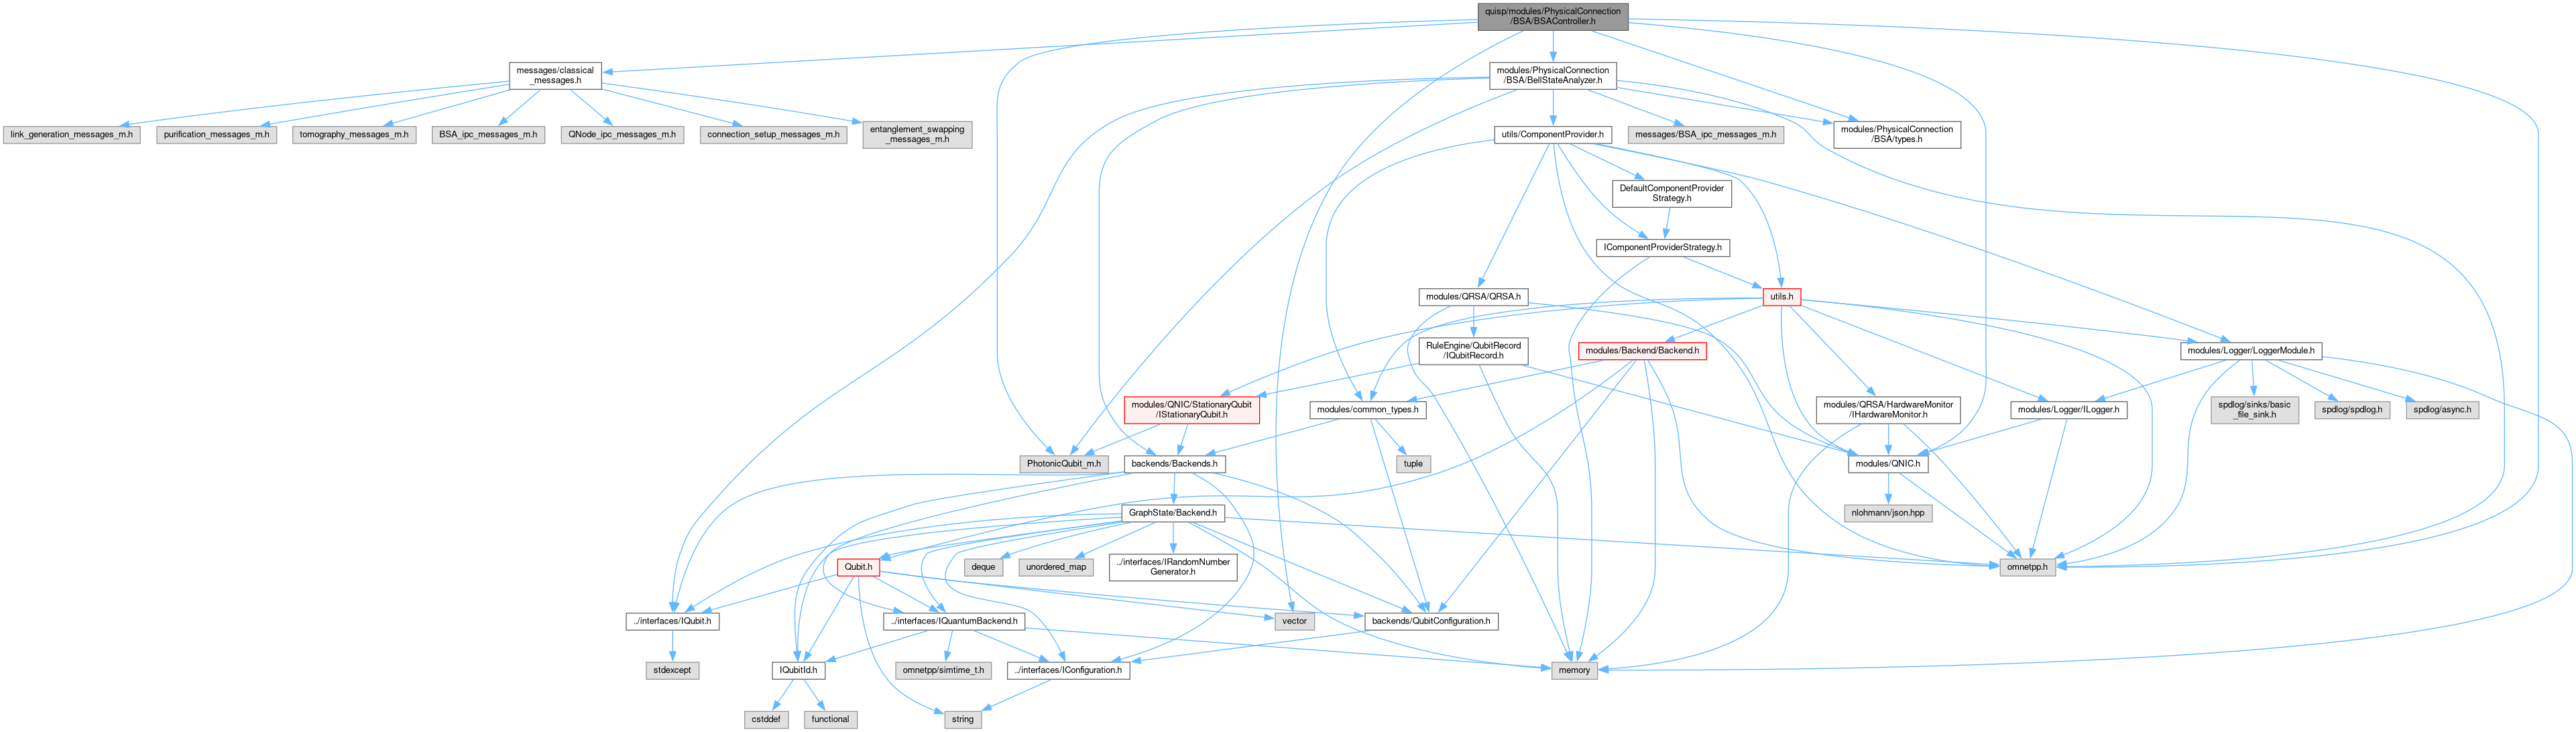 quisp/modules/PhysicalConnection
/BSA/BSAController.h
messages/classical
_messages.h
modules/PhysicalConnection
/BSA/BellStateAnalyzer.h
link_generation_messages_m.h
purification_messages_m.h
tomography_messages_m.h
BSA_ipc_messages_m.h
QNode_ipc_messages_m.h
connection_setup_messages_m.h
entanglement_swapping
_messages_m.h
utils/ComponentProvider.h
messages/BSA_ipc_messages_m.h
modules/PhysicalConnection
/BSA/types.h
DefaultComponentProvider
Strategy.h
IComponentProviderStrategy.h
modules/QRSA/QRSA.h
utils.h
RuleEngine/QubitRecord
/IQubitRecord.h
modules/Backend/Backend.h
modules/Logger/LoggerModule.h
modules/QNIC/StationaryQubit
/IStationaryQubit.h
modules/common_types.h
modules/QRSA/HardwareMonitor
/IHardwareMonitor.h
modules/Logger/ILogger.h
spdlog/sinks/basic
_file_sink.h
spdlog/spdlog.h
spdlog/async.h
PhotonicQubit_m.h
backends/Backends.h
tuple
modules/QNIC.h
GraphState/Backend.h
nlohmann/json.hpp
Qubit.h
deque
unordered_map
../interfaces/IRandomNumber
Generator.h
omnetpp.h
../interfaces/IQubit.h
../interfaces/IQuantumBackend.h
vector
backends/QubitConfiguration.h
stdexcept
IQubitId.h
omnetpp/simtime_t.h
../interfaces/IConfiguration.h
memory
cstddef
functional
string